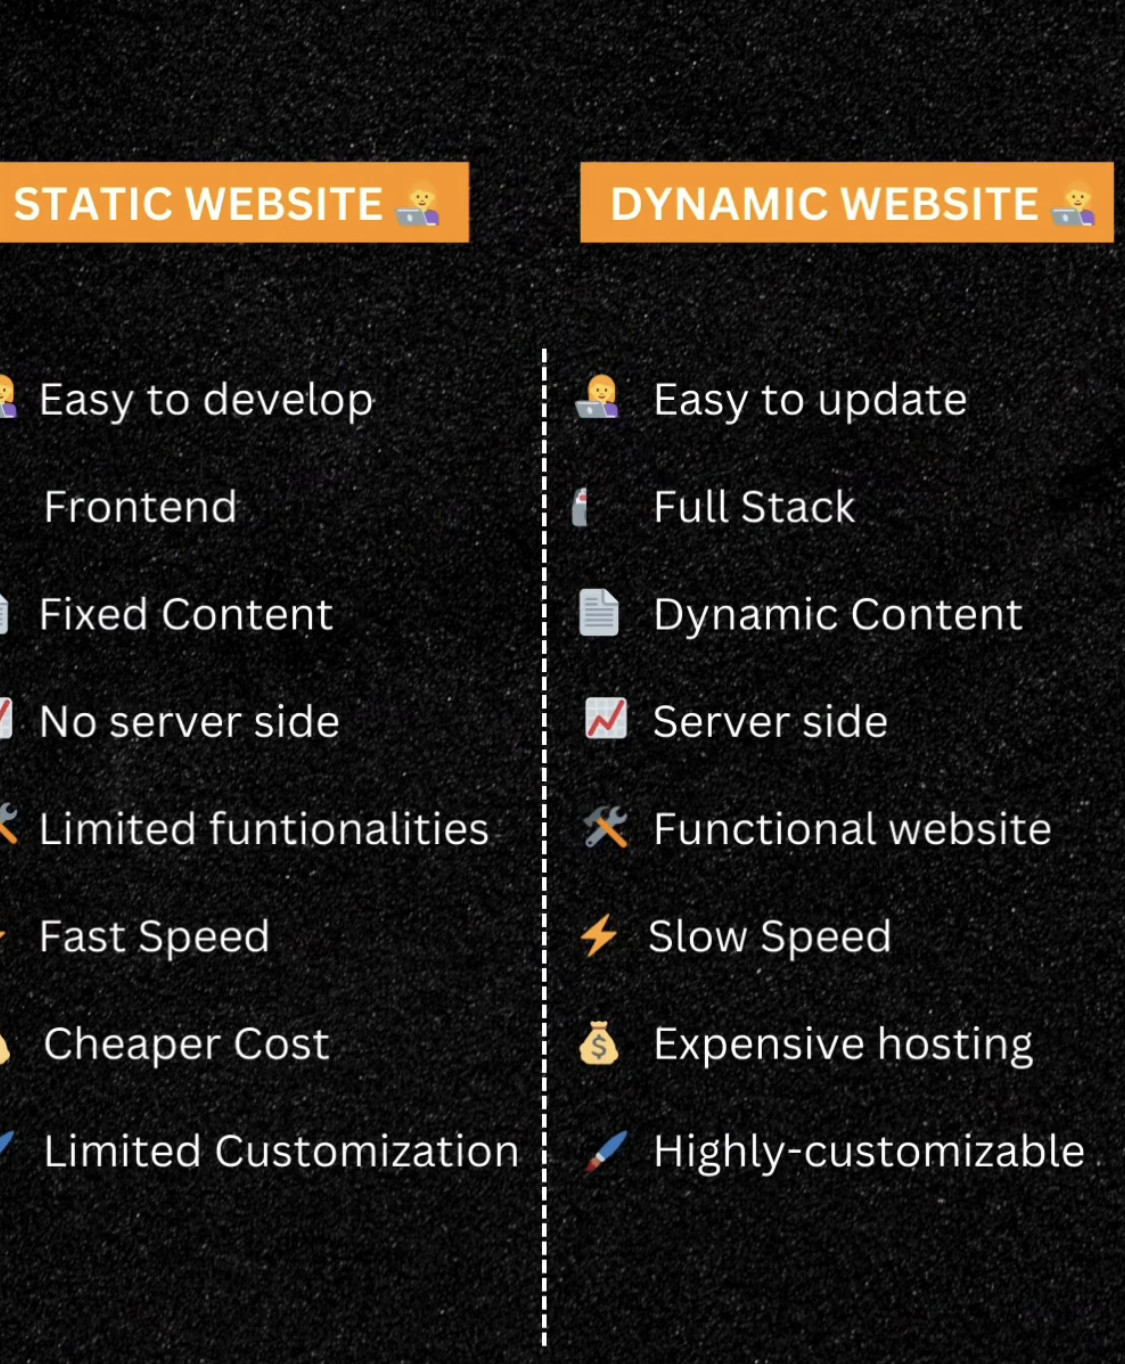 STATIC WEBSITE
DYNAMIC WEBSITE
Easy to develop
Frontend
Fixed Content
No server side
Limited funtionalities
Fast Speed
Cheaper Cost
Limited Customization
Easy to update
Full Stack
Dynamic Content
Server side
Functional website
Slow Speed
Expensive hosting
Highly-customizable